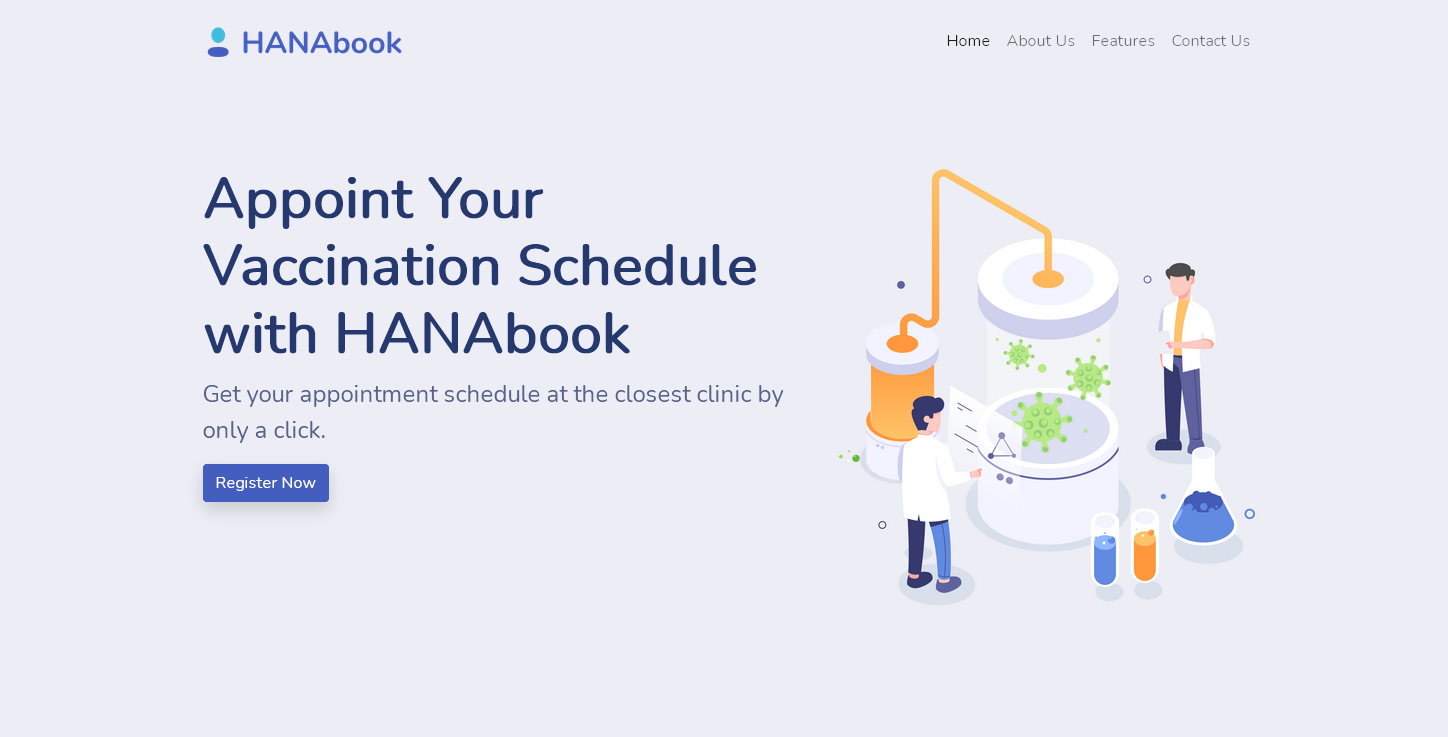 HANAbook
Home About Us Features Contact Us
Appoint Your
Vaccination Schedule
with HANAbook
Get your appointment schedule at the closest clinic by
only a click.
Register Now